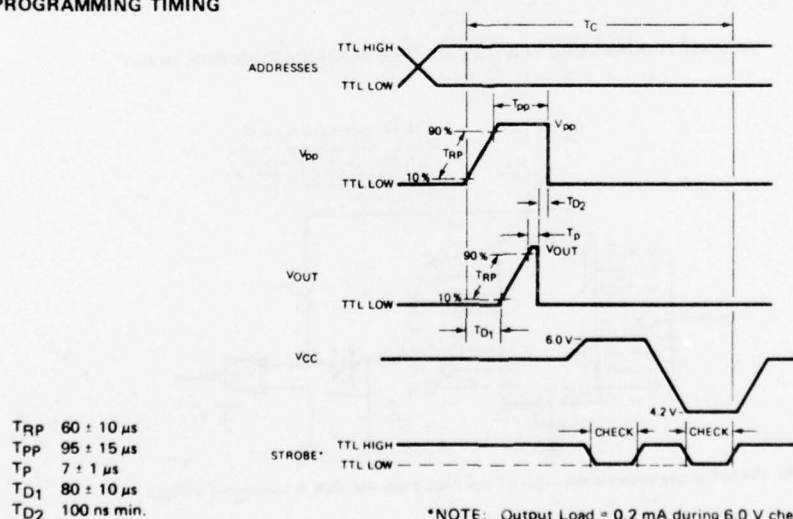 PROGRAMMING TIMING
TC
TTL HIGH
ADDRESSES
TTL LOW
TPP
90%
VPP
VPP
TRP
10%
TTL LOW
TD2
TP
90%
VOUT
VOUT
TRP
10%
TTL LOW
TD1
6.0 V
VCC
4.2 V
CHECK
CHECK
TTL HIGH
STROBE*
TTL LOW
TRP 60 ± 10 μs
TPP 95 ± 15 μs
TP 7 ± 1 μs
TD1 80 ± 10 μs
TD2 100 ns min.
*NOTE: Output Load = 0.2 mA during 6.0 V che